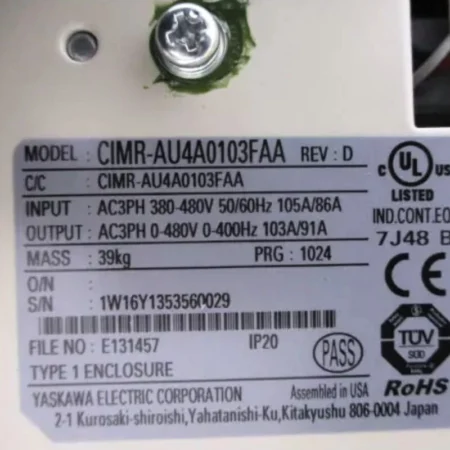 MODEL : CIMR-AU4A0103FAA REV : D
C/C : CIMR-AU4A0103FAA
INPUT : AC3PH 380-480V 50/60Hz 105A/86A
OUTPUT : AC3PH 0-480V 0-400Hz 103A/91A
MASS : 39kg PRG : 1024
O/N :
S/N : 1W16Y1353560029
FILE NO : E131457 IP20
TYPE 1 ENCLOSURE
PASS
YASKAWA ELECTRIC CORPORATION Assembled in USA
2-1 Kurosaki-shiroishi,Yahatanishi-Ku,Kitakyushu 806-0004 Japan
C UL US
LISTED
IND.CONT.EQ
7J48 B
CE
TÜV
RoHS